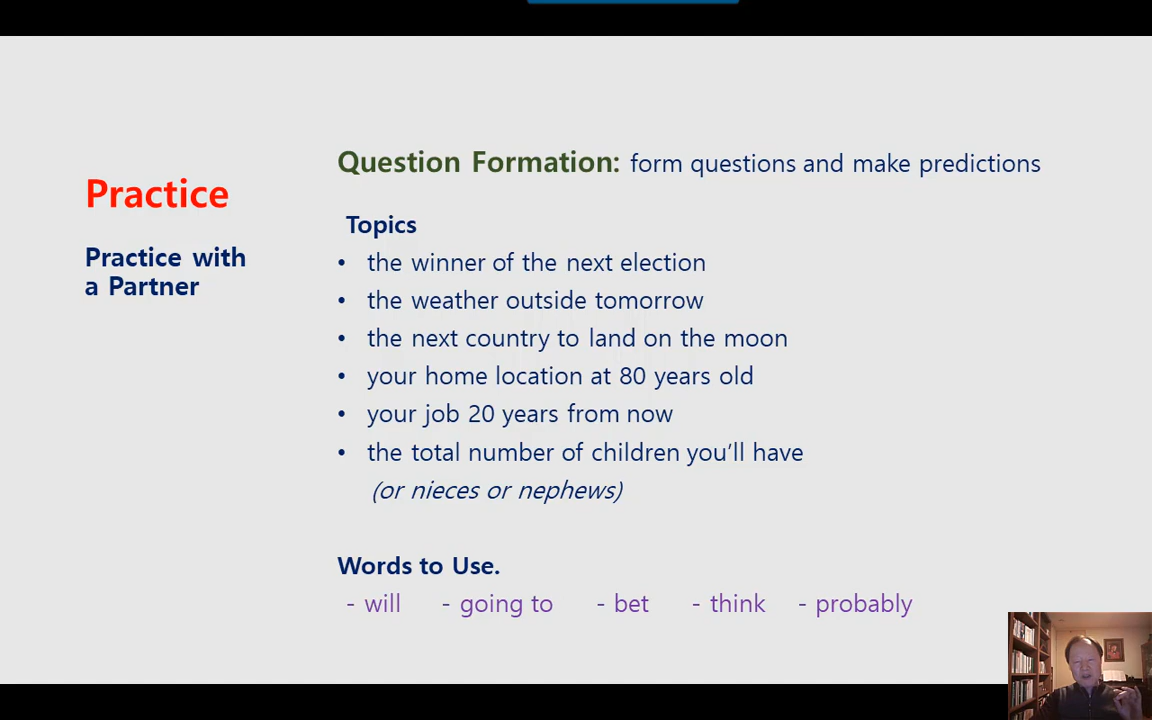 Practice
Practice with
a Partner
Question Formation: form questions and make predictions
Topics
• the winner of the next election
• the weather outside tomorrow
• the next country to land on the moon
• your home location at 80 years old
• your job 20 years from now
• the total number of children you’ll have
(or nieces or nephews)
Words to Use.
- will - going to - bet - think - probably